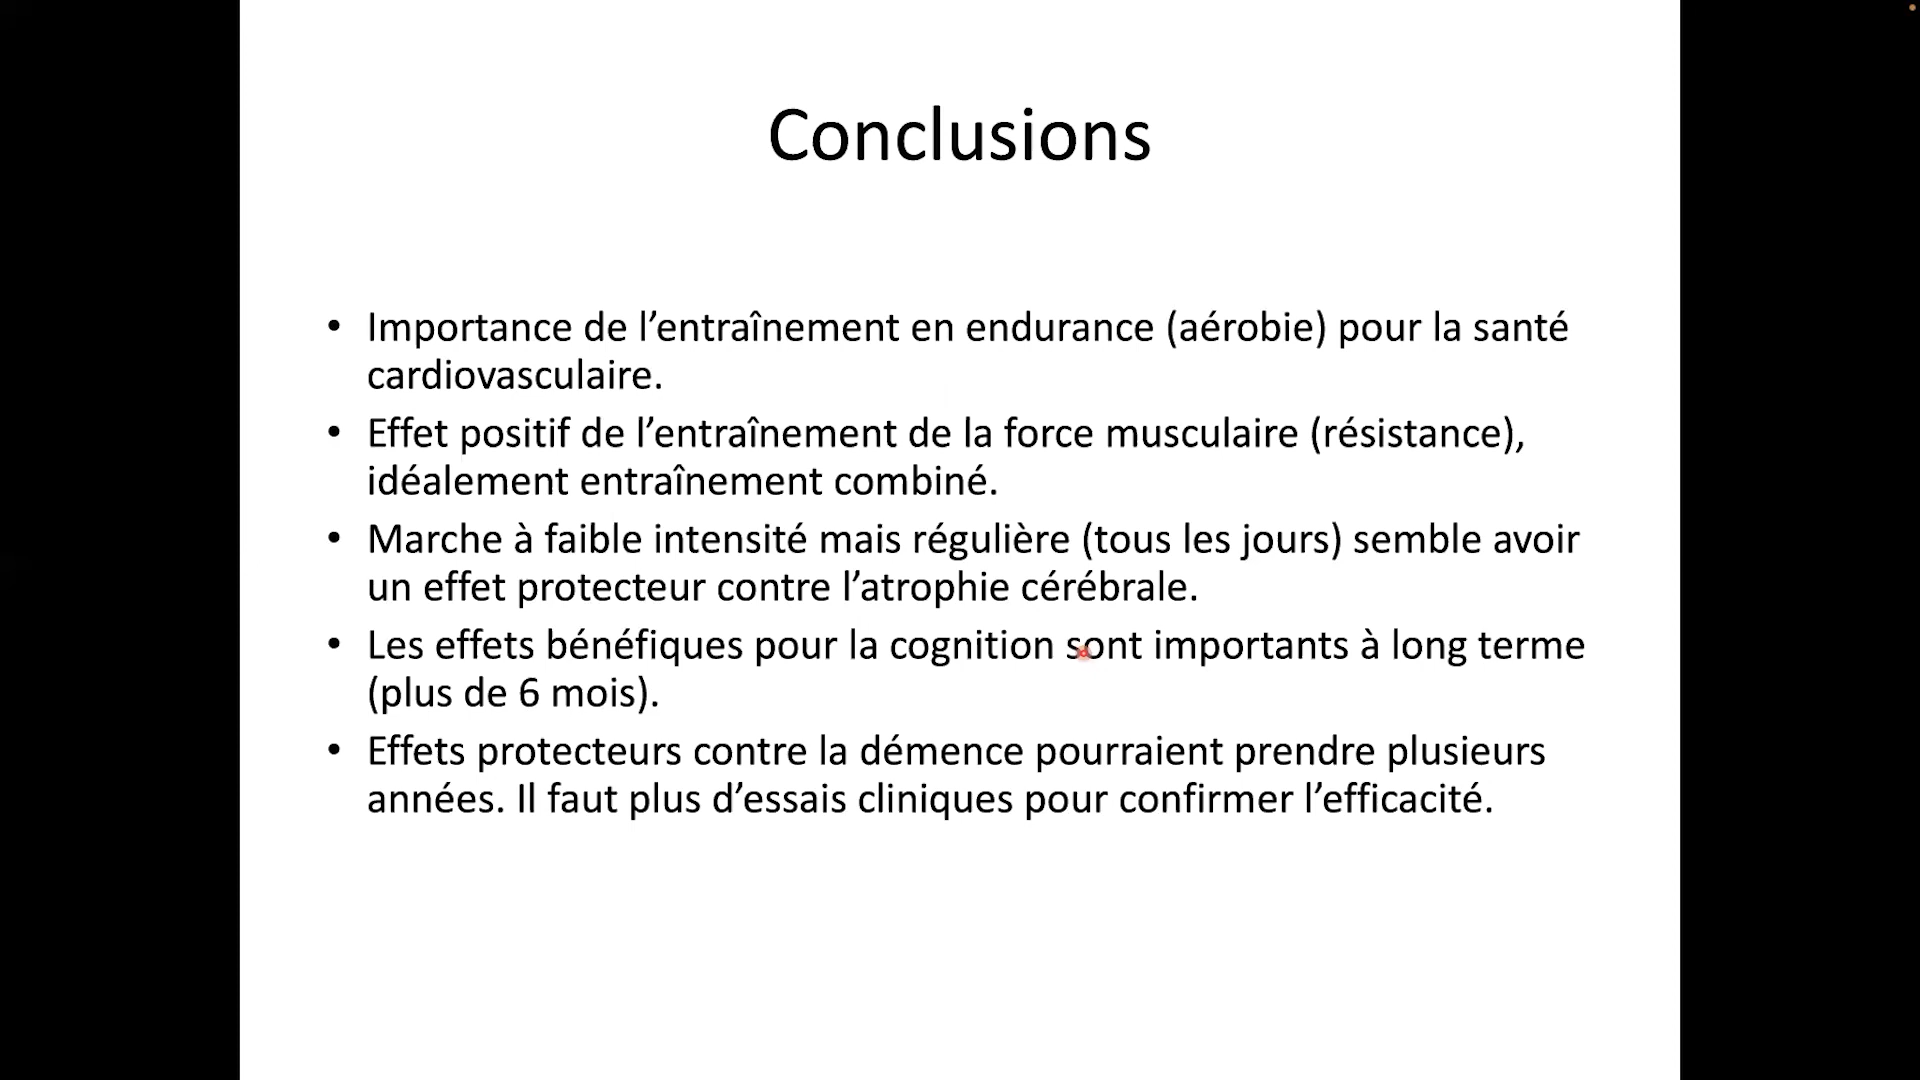 Conclusions
• Importance de l’entraînement en endurance (aérobie) pour la santé
cardiovasculaire.
• Effet positif de l’entraînement de la force musculaire (résistance),
idéalement entraînement combiné.
• Marche à faible intensité mais régulière (tous les jours) semble avoir
un effet protecteur contre l’atrophie cérébrale.
• Les effets bénéfiques pour la cognition sont importants à long terme
(plus de 6 mois).
• Effets protecteurs contre la démence pourraient prendre plusieurs
années. Il faut plus d’essais cliniques pour confirmer l’efficacité.